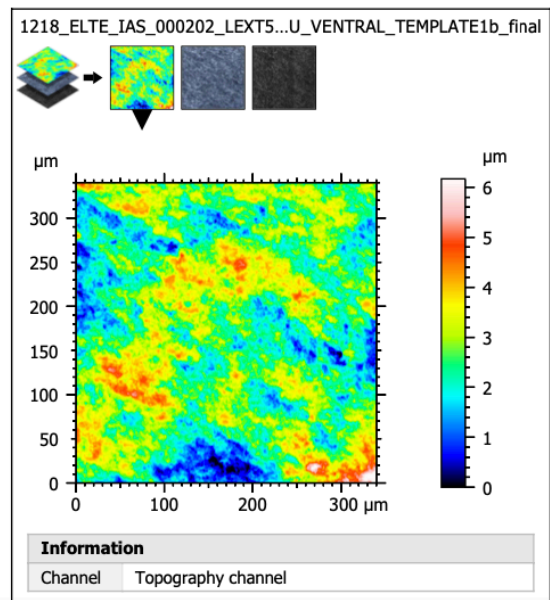 1218_ELTE_IAS_000202_LEXT5...U_VENTRAL_TEMPLATE1b_final
µm
µm
300
250
200
150
100
50
0
0 100 200 300 µm
6
5
4
3
2
1
0
Information
Channel Topography channel